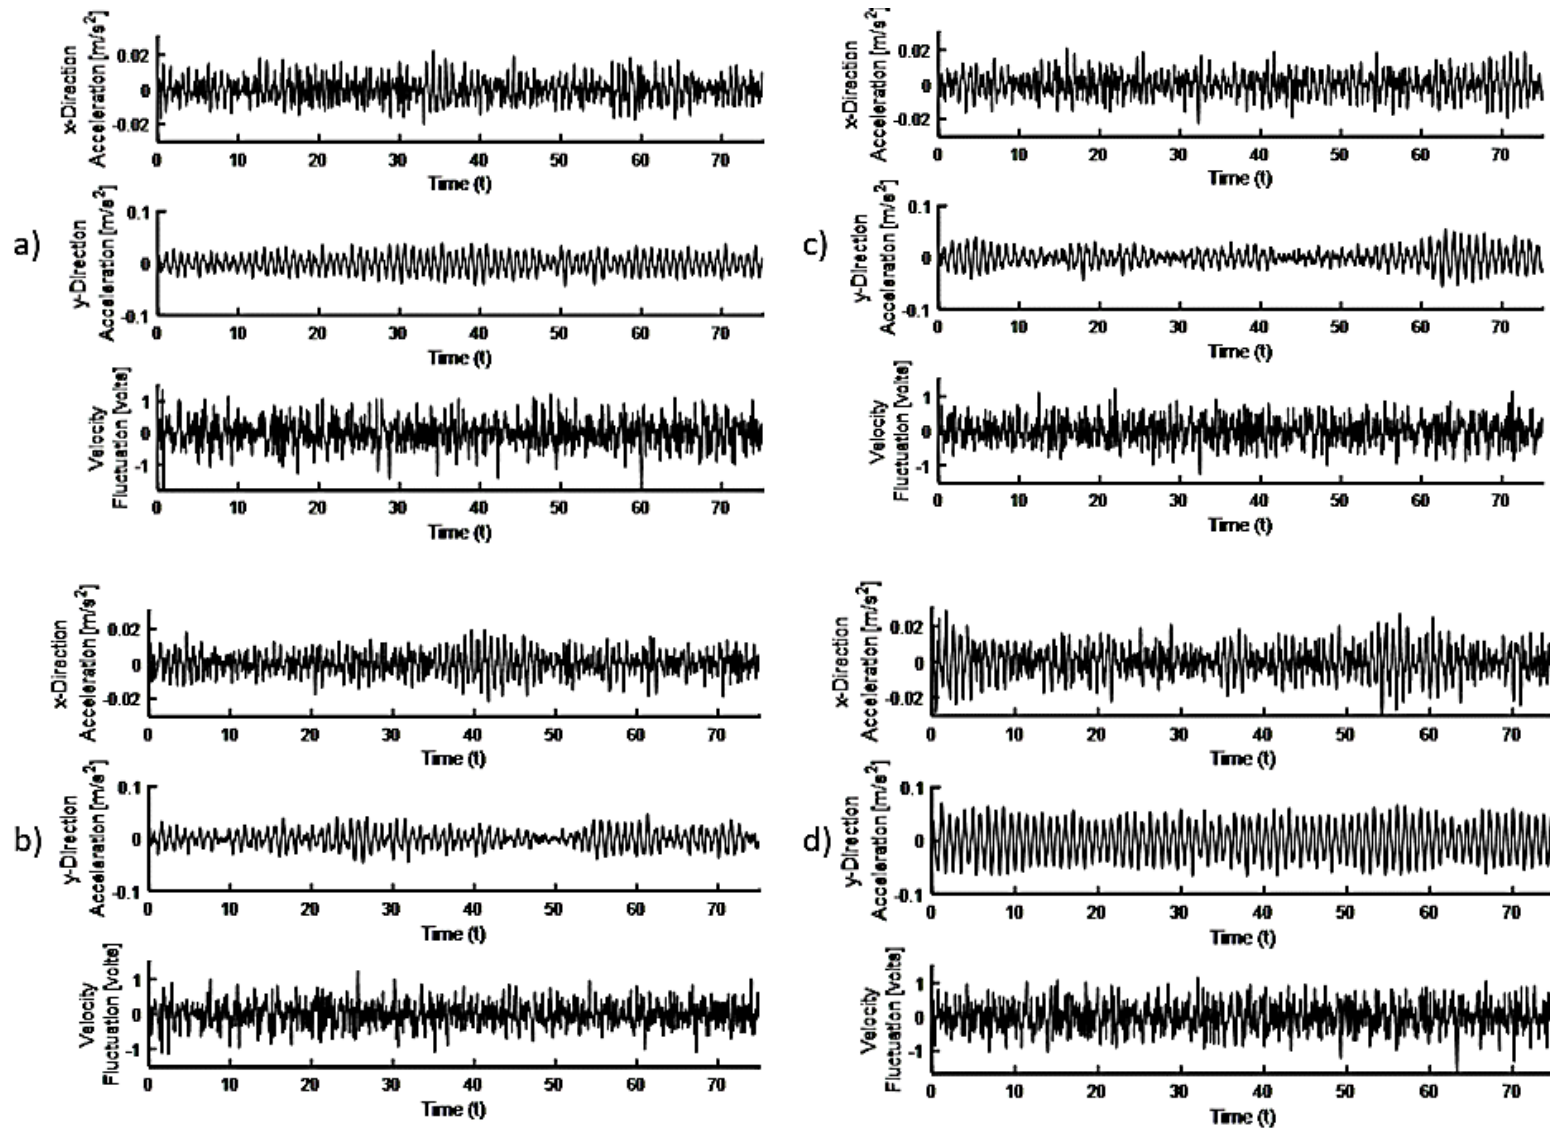 a)
x-Direction
Acceleration [m/s²]
0.02
0
-0.02
0 10 20 30 40 50 60 70
Time (t)
y-Direction
Acceleration [m/s²]
0.1
0
-0.1
0 10 20 30 40 50 60 70
Time (t)
Velocity
Fluctuation [volts]
1
0
-1
0 10 20 30 40 50 60 70
Time (t)
c)
x-Direction
Acceleration [m/s²]
0.02
0
-0.02
0 10 20 30 40 50 60 70
Time (t)
y-Direction
Acceleration [m/s²]
0.1
0
-0.1
0 10 20 30 40 50 60 70
Time (t)
Velocity
Fluctuation [volts]
1
0
-1
0 10 20 30 40 50 60 70
Time (t)
b)
x-Direction
Acceleration [m/s²]
0.02
0
-0.02
0 10 20 30 40 50 60 70
Time (t)
y-Direction
Acceleration [m/s²]
0.1
0
-0.1
0 10 20 30 40 50 60 70
Time (t)
Velocity
Fluctuation [volts]
1
0
-1
0 10 20 30 40 50 60 70
Time (t)
d)
x-Direction
Acceleration [m/s²]
0.02
0
-0.02
0 10 20 30 40 50 60 70
Time (t)
y-Direction
Acceleration [m/s²]
0.1
0
-0.1
0 10 20 30 40 50 60 70
Time (t)
Velocity
Fluctuation [volts]
1
0
-1
0 10 20 30 40 50 60 70
Time (t)